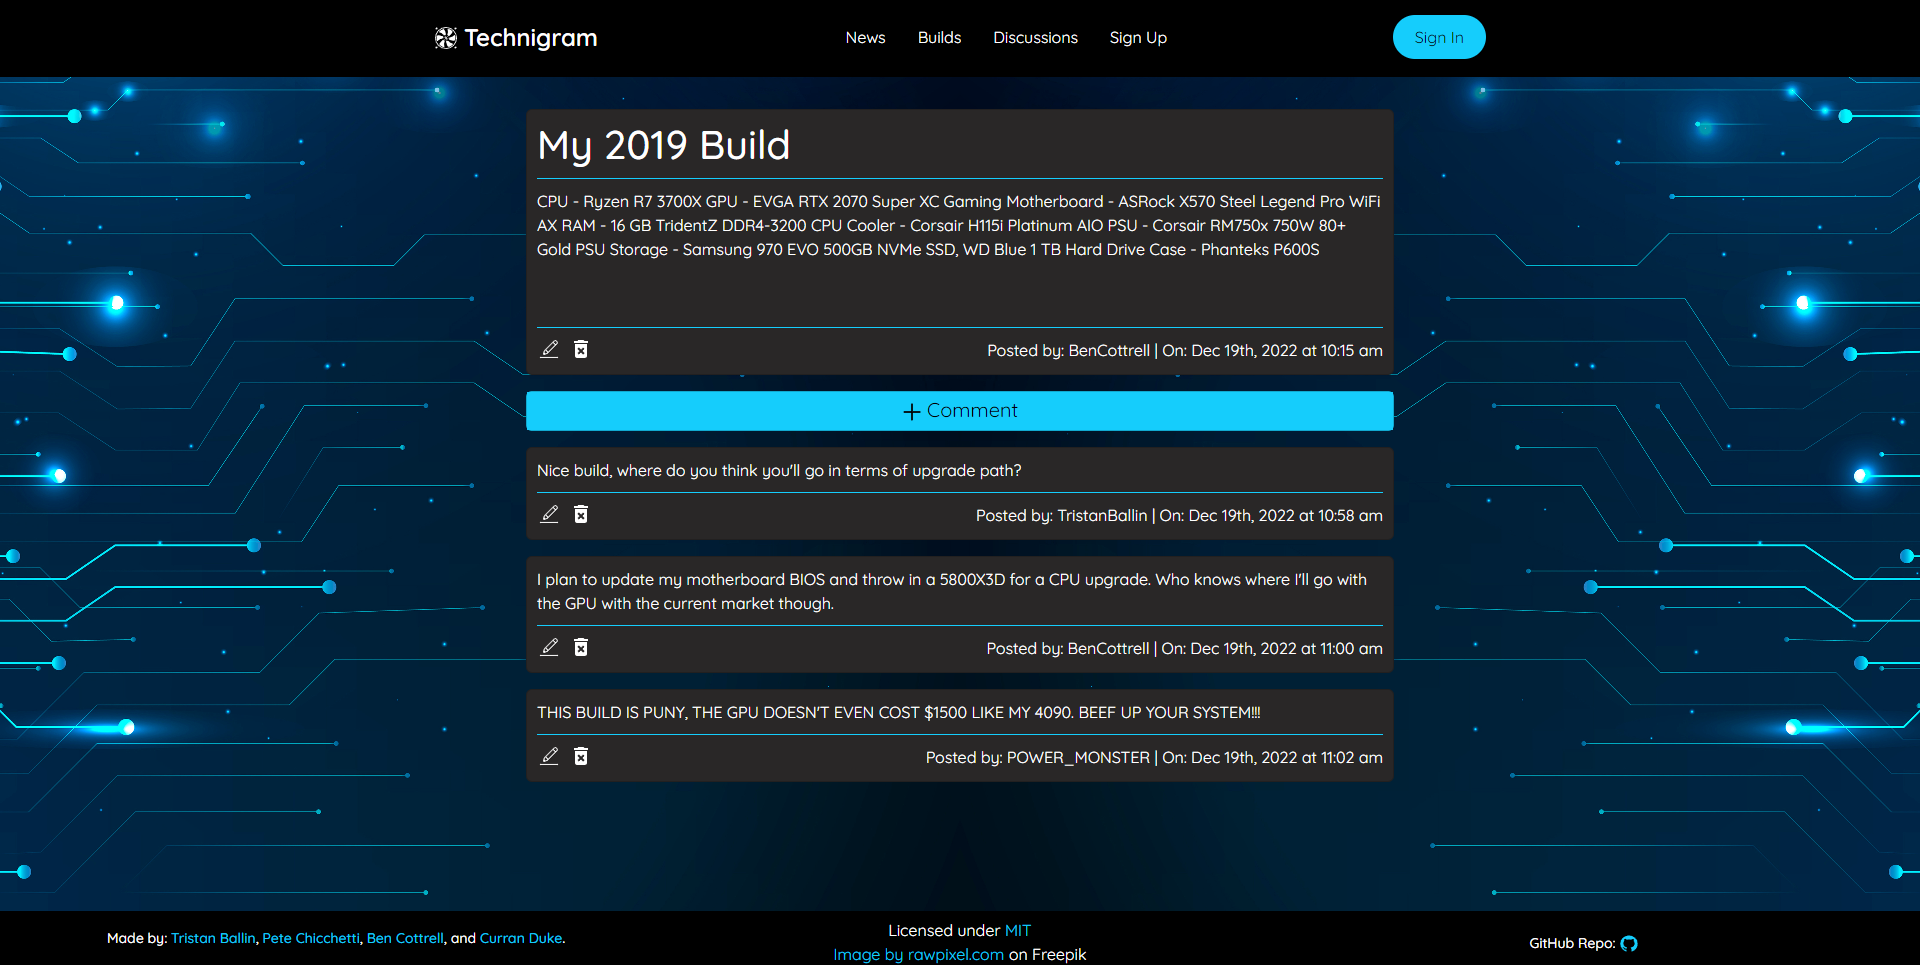 Technigram
News
Builds
Discussions
Sign Up
Sign In
My 2019 Build
CPU - Ryzen R7 3700X GPU - EVGA RTX 2070 Super XC Gaming Motherboard - ASRock X570 Steel Legend Pro WiFi
AX RAM - 16 GB TridentZ DDR4-3200 CPU Cooler - Corsair H115i Platinum AIO PSU - Corsair RM750x 750W 80+
Gold PSU Storage - Samsung 970 EVO 500GB NVMe SSD, WD Blue 1 TB Hard Drive Case - Phanteks P600S
Posted by: BenCottrell | On: Dec 19th, 2022 at 10:15 am
+ Comment
Nice build, where do you think you'll go in terms of upgrade path?
Posted by: TristanBallin | On: Dec 19th, 2022 at 10:58 am
I plan to update my motherboard BIOS and throw in a 5800X3D for a CPU upgrade. Who knows where I'll go with
the GPU with the current market though.
Posted by: BenCottrell | On: Dec 19th, 2022 at 11:00 am
THIS BUILD IS PUNY, THE GPU DOESN'T EVEN COST $1500 LIKE MY 4090. BEEF UP YOUR SYSTEM!!!
Posted by: POWER_MONSTER | On: Dec 19th, 2022 at 11:02 am
Made by: Tristan Ballin, Pete Chicchetti, Ben Cottrell, and Curran Duke.
Licensed under MIT
Image by rawpixel.com on Freepik
GitHub Repo: